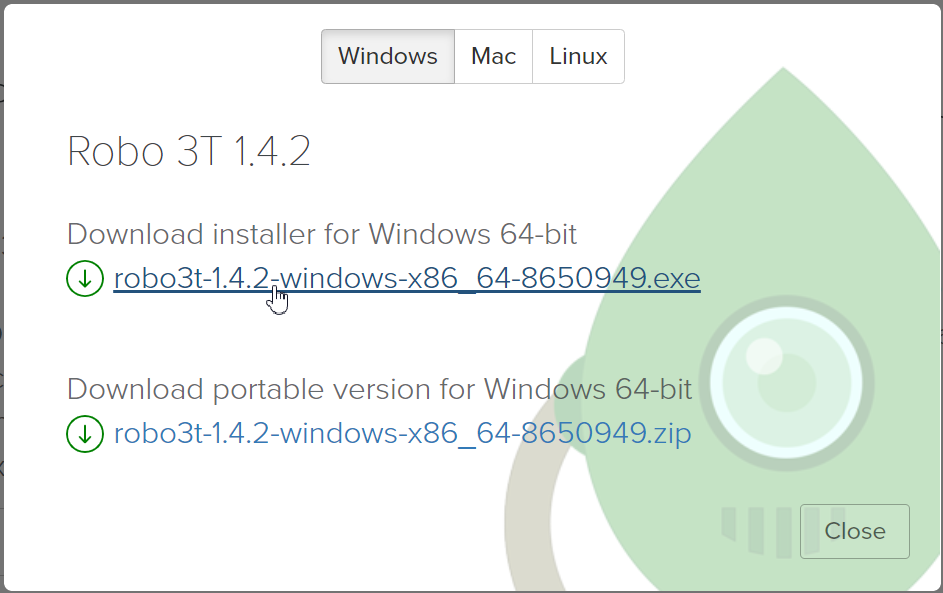 Windows Mac Linux
Robo 3T 1.4.2
Download installer for Windows 64-bit
robo3t-1.4.2-windows-x86_64-8650949.exe
Download portable version for Windows 64-bit
robo3t-1.4.2-windows-x86_64-8650949.zip
Close